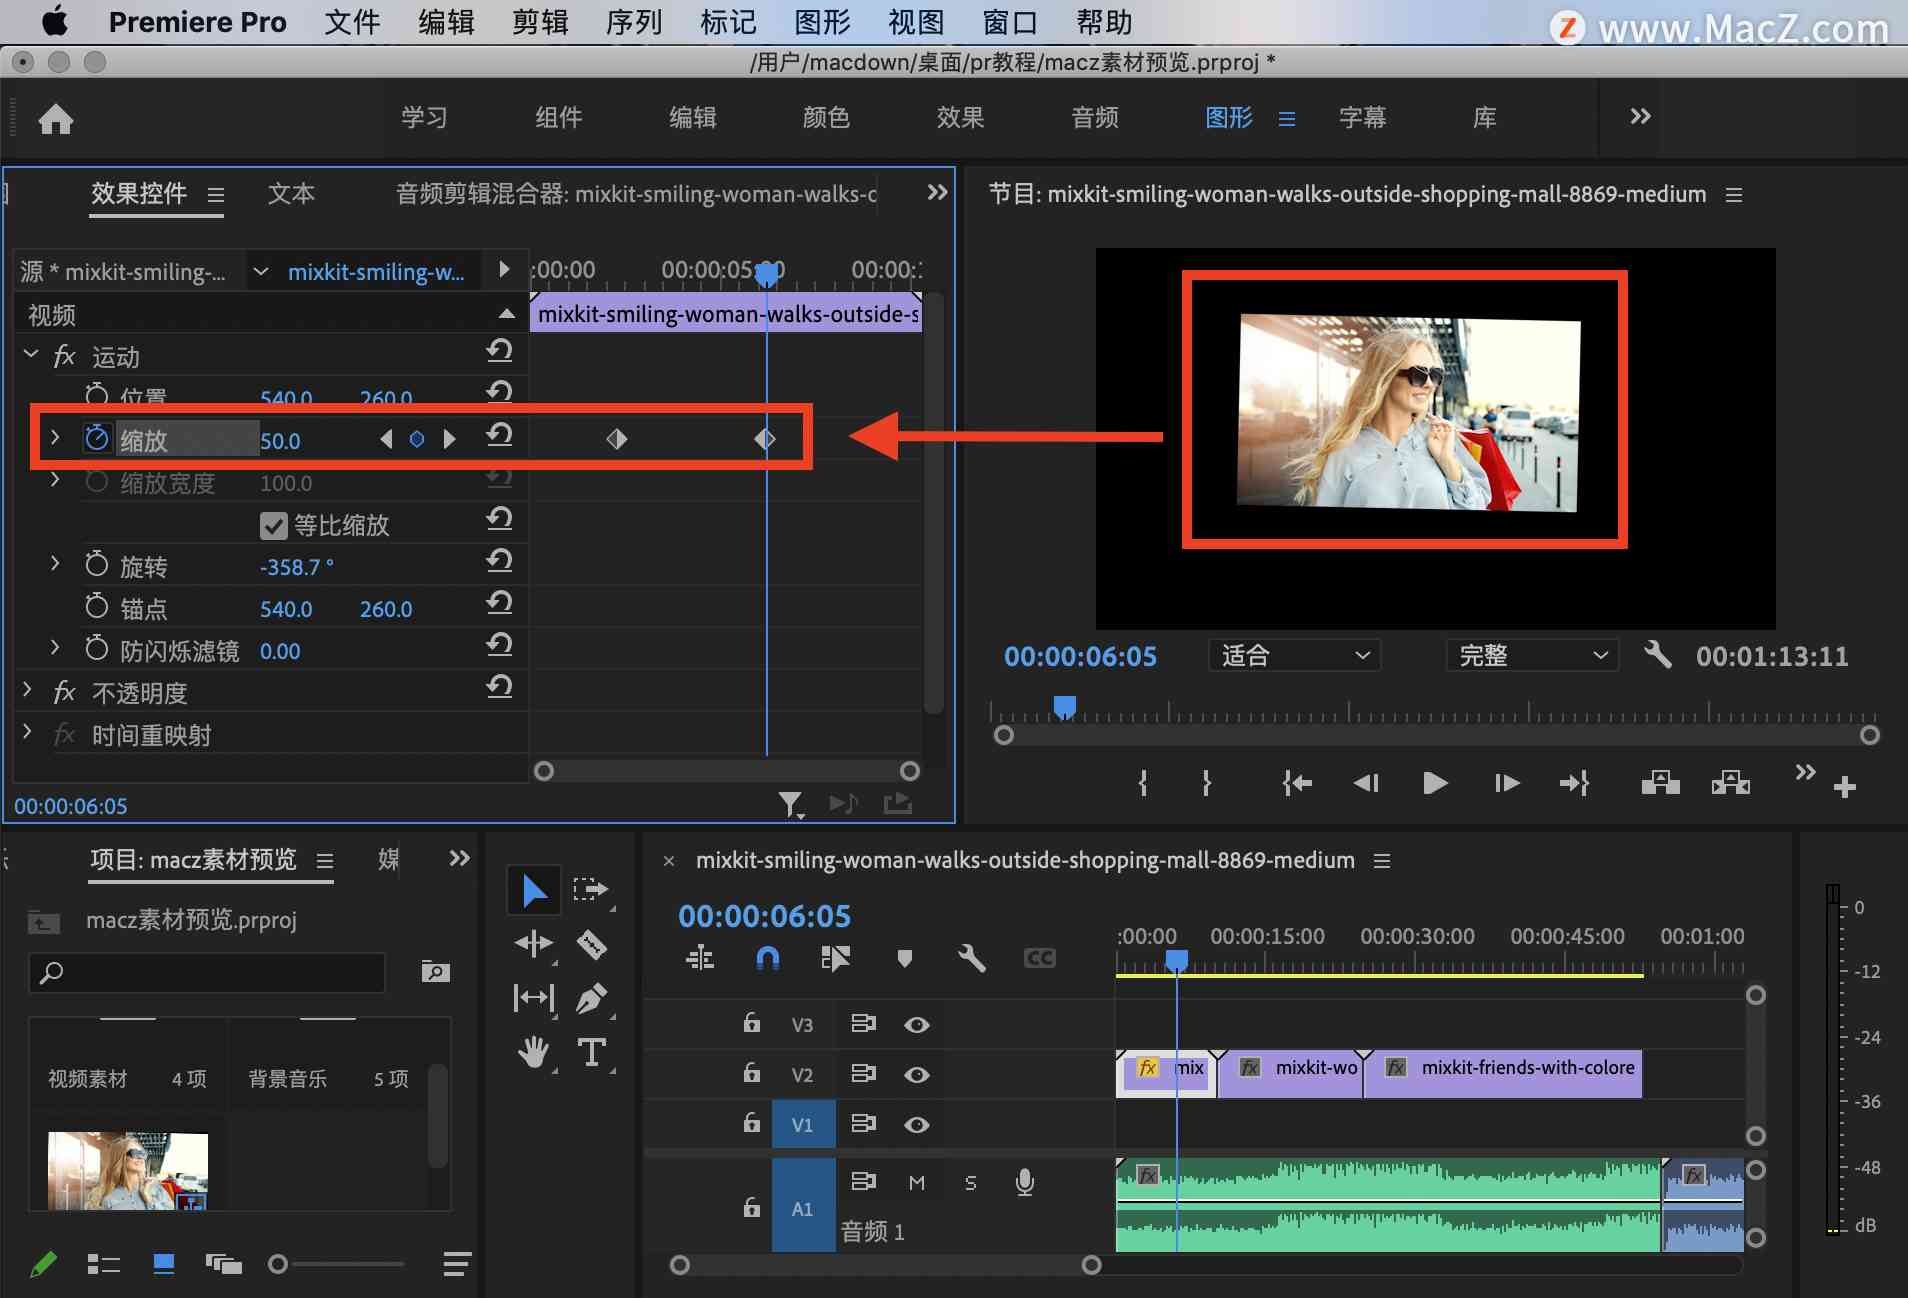 Premiere Pro 文件 编辑 剪辑 序列 标记 图形 视图 窗口 帮助
www.MacZ.com
/用户/macdown/桌面/pr教程/macz素材预览.prproj *
学习 组件 编辑 颜色 效果 音频 图形 字幕 库
效果控件 文本 音频剪辑混合器: mixkit-smiling-woman-walks-o
源 * mixkit-smiling-... mixkit-smiling-w...
:00:00 00:00:05:00 00:00:1
视频
mixkit-smiling-woman-walks-outside-s
fx 运动
位置 540.0 260.0
缩放 50.0
缩放宽度 100.0
等比缩放
旋转 -358.7 °
锚点 540.0 260.0
防闪烁滤镜 0.00
fx 不透明度
fx 时间重映射
00:00:06:05
节目: mixkit-smiling-woman-walks-outside-shopping-mall-8869-medium
00:00:06:05 适合 完整 00:01:13:11
项目: macz素材预览 媒
macz素材预览.prproj
视频素材 4 项 背景音乐 5 项
× mixkit-smiling-woman-walks-outside-shopping-mall-8869-medium
00:00:06:05
CC
:00:00 00:00:15:00 00:00:30:00 00:00:45:00 00:01:00
V3
V2 fx mix fx mixkit-wo fx mixkit-friends-with-colore
V1
A1 M S fx fx
音频 1
0
-12
-24
-36
-48
dB